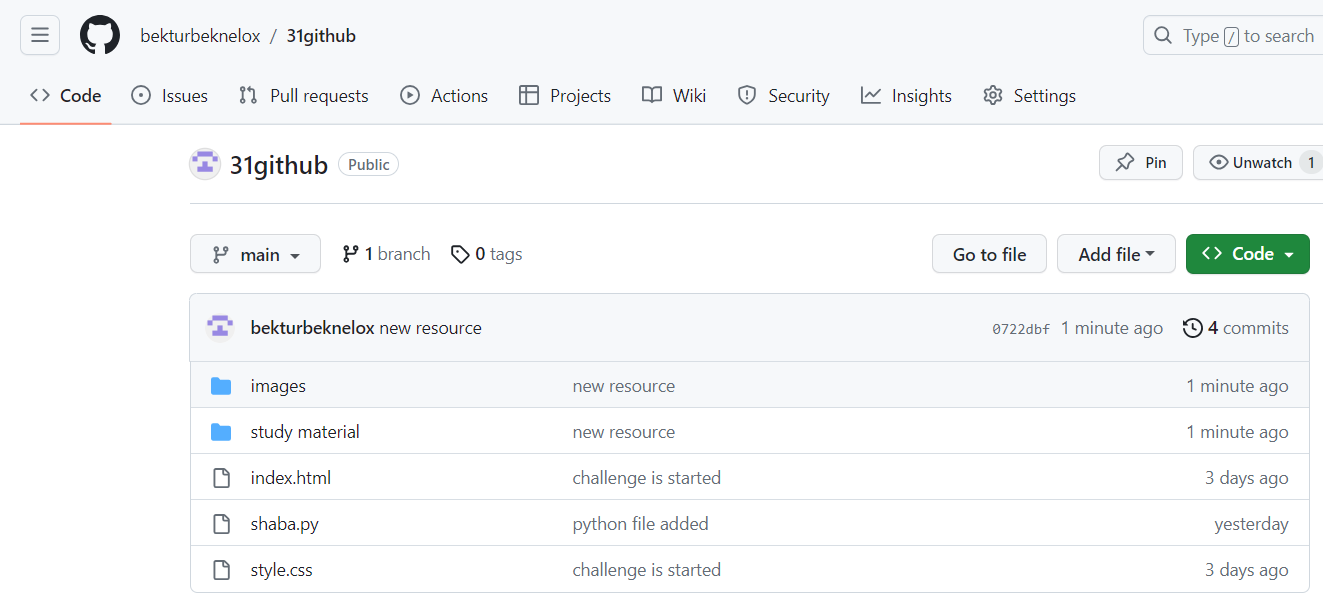 bekturbeknelox / 31github
Type / to search
Code Issues Pull requests Actions Projects Wiki Security Insights Settings
31github Public
Pin Unwatch 1
main 1 branch 0 tags Go to file Add file Code
bekturbeknelox new resource 0722dbf 1 minute ago 4 commits
images new resource 1 minute ago
study material new resource 1 minute ago
index.html challenge is started 3 days ago
shaba.py python file added yesterday
style.css challenge is started 3 days ago